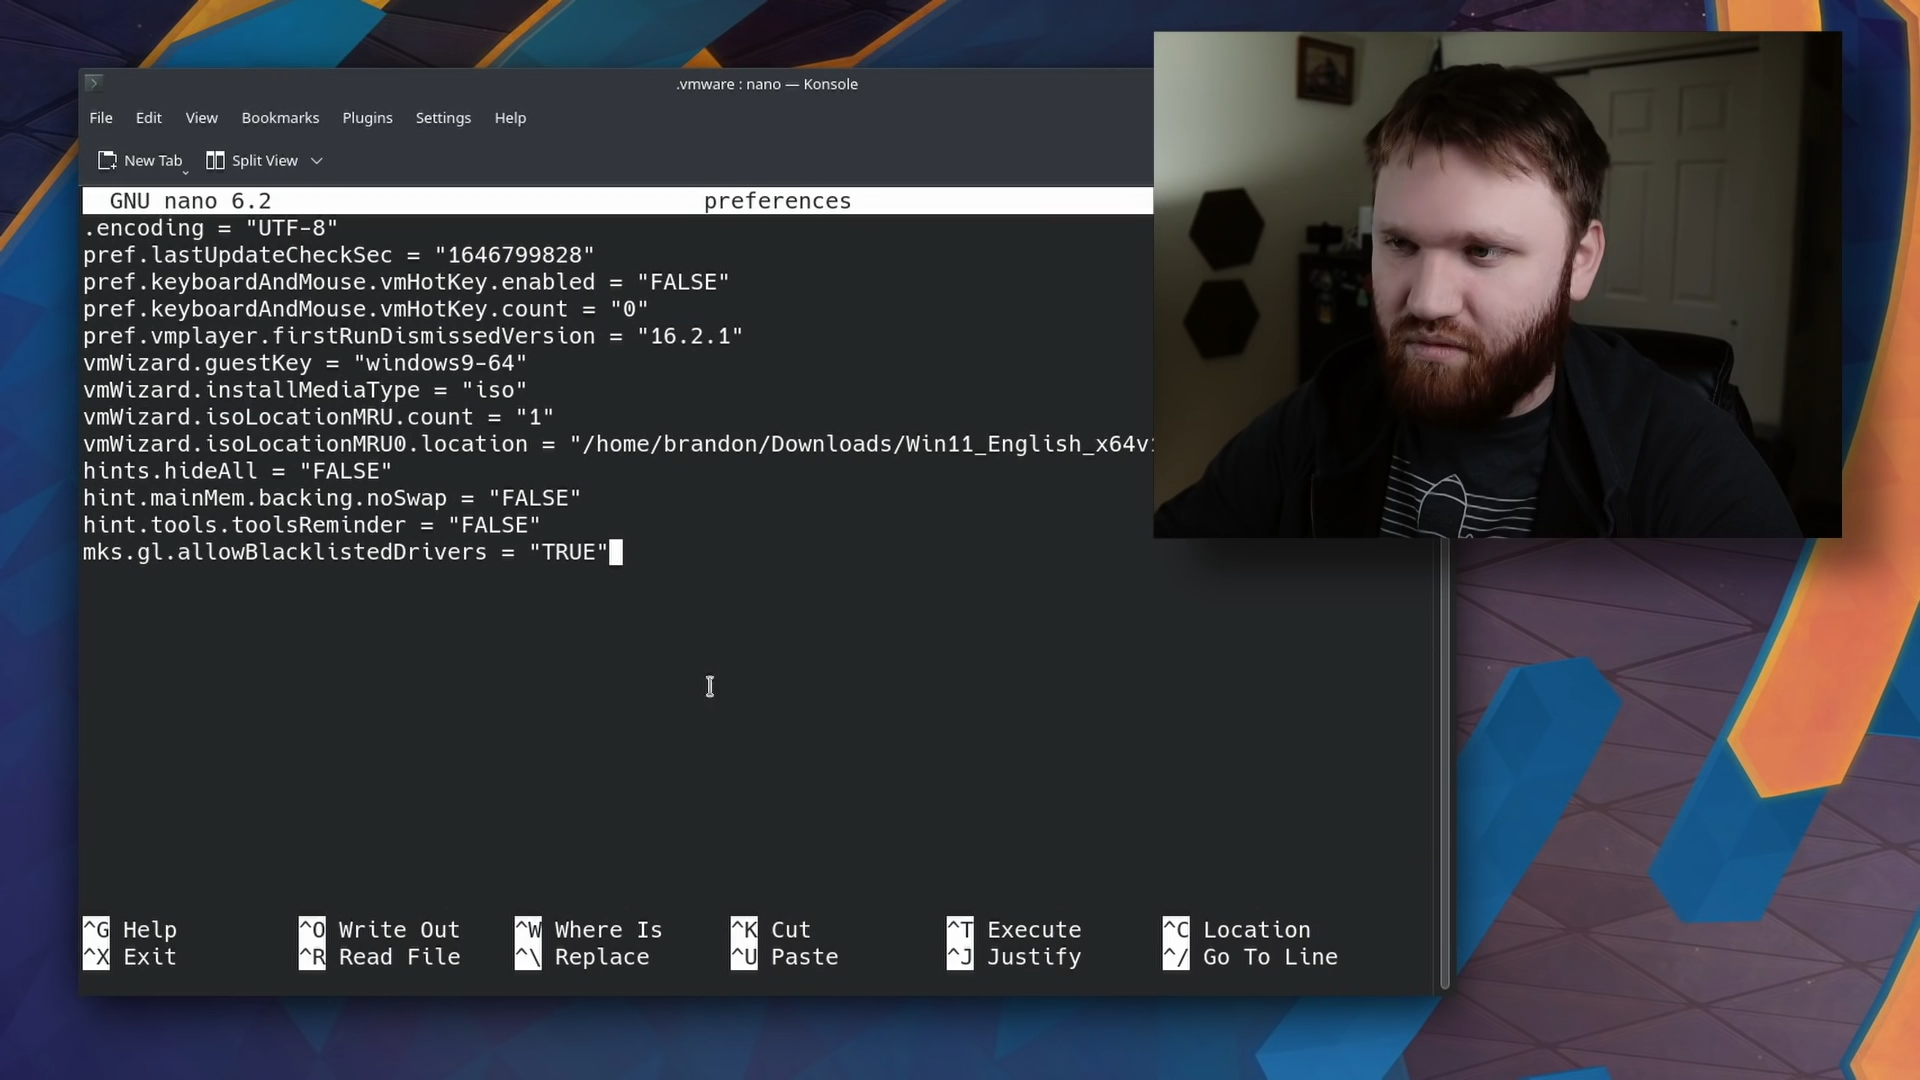 .vmware : nano — Konsole
File Edit View Bookmarks Plugins Settings Help
New Tab Split View
GNU nano 6.2 preferences
.encoding = "UTF-8"
pref.lastUpdateCheckSec = "1646799828"
pref.keyboardAndMouse.vmHotKey.enabled = "FALSE"
pref.keyboardAndMouse.vmHotKey.count = "0"
pref.vmplayer.firstRunDismissedVersion = "16.2.1"
vmWizard.guestKey = "windows9-64"
vmWizard.installMediaType = "iso"
vmWizard.isoLocationMRU.count = "1"
vmWizard.isoLocationMRU0.location = "/home/brandon/Downloads/Win11_English_x64v
hints.hideAll = "FALSE"
hint.mainMem.backing.noSwap = "FALSE"
hint.tools.toolsReminder = "FALSE"
mks.gl.allowBlacklistedDrivers = "TRUE"
^G Help ^O Write Out ^W Where Is ^K Cut ^T Execute ^C Location
^X Exit ^R Read File ^\ Replace ^U Paste ^J Justify ^/ Go To Line